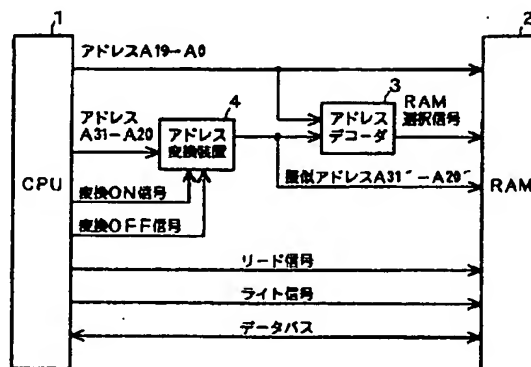 1
2
アドレスA19−A0
3
アドレス
A31−A20
4
アドレス
変換装置
アドレス
デコーダ
RAM
選択信号
CPU
擬似アドレスA31"−A20"
RAM
変換ON信号
変換OFF信号
リード信号
ライト信号
データバス